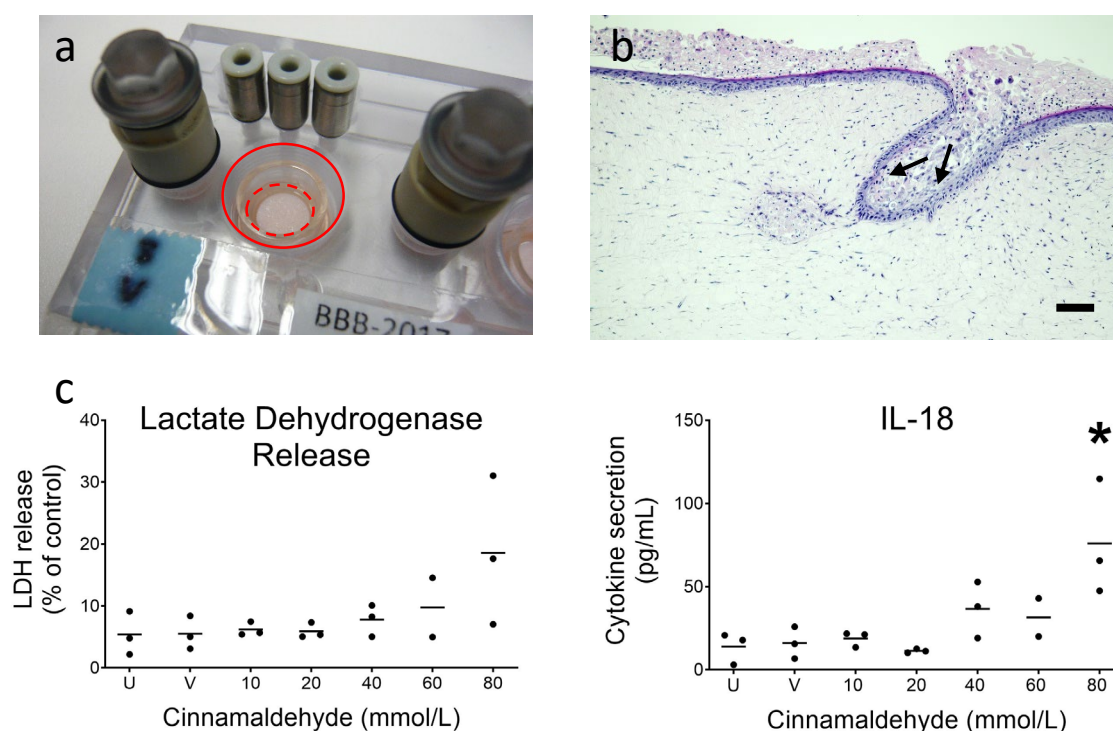 a
BBB-2017
b
c
Lactate Dehydrogenase
Release
LDH release
(% of control)
40
30
20
10
0
U V 10 20 40 60 80
Cinnamaldehyde (mmol/L)
IL-18
*
Cytokine secretion
(pg/mL)
150
100
50
0
U V 10 20 40 60 80
Cinnamaldehyde (mmol/L)